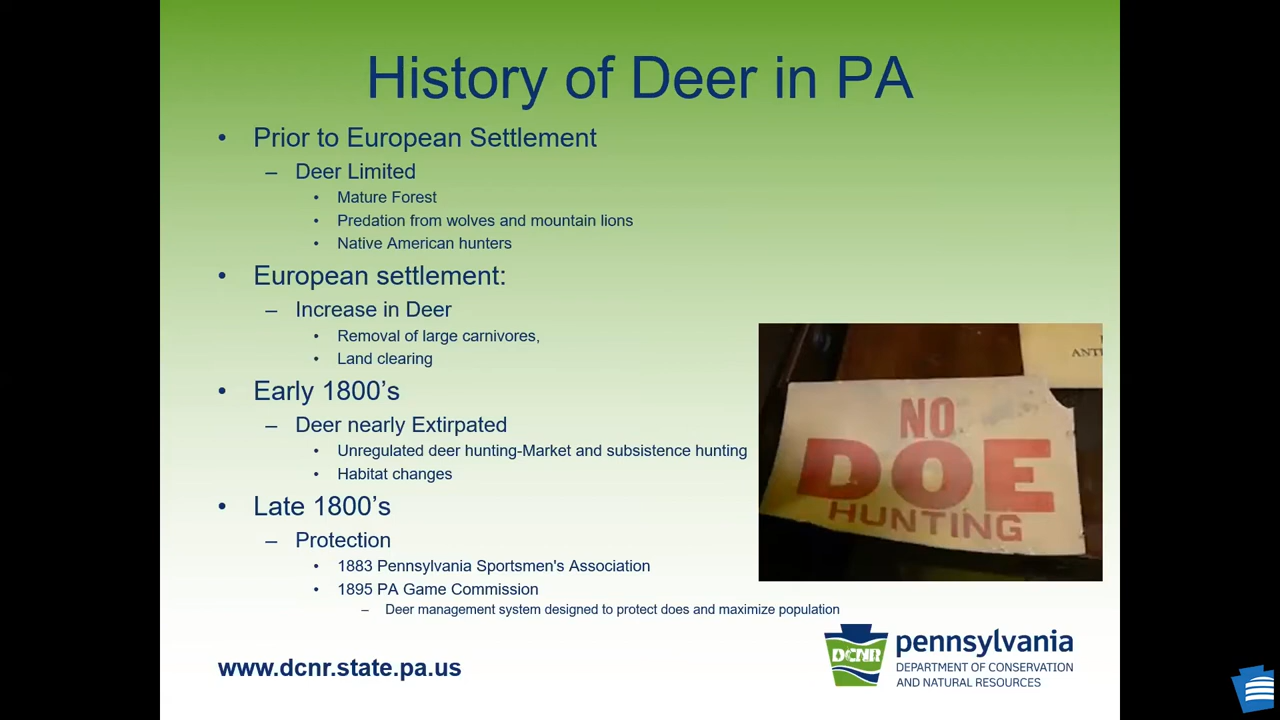 History of Deer in PA
• Prior to European Settlement
– Deer Limited
• Mature Forest
• Predation from wolves and mountain lions
• Native American hunters
• European settlement:
– Increase in Deer
• Removal of large carnivores,
• Land clearing
• Early 1800’s
– Deer nearly Extirpated
• Unregulated deer hunting-Market and subsistence hunting
• Habitat changes
• Late 1800’s
– Protection
• 1883 Pennsylvania Sportsmen's Association
• 1895 PA Game Commission
– Deer management system designed to protect does and maximize population
NO
DOE
HUNTING
www.dcnr.state.pa.us
DCNR
pennsylvania
DEPARTMENT OF CONSERVATION
AND NATURAL RESOURCES